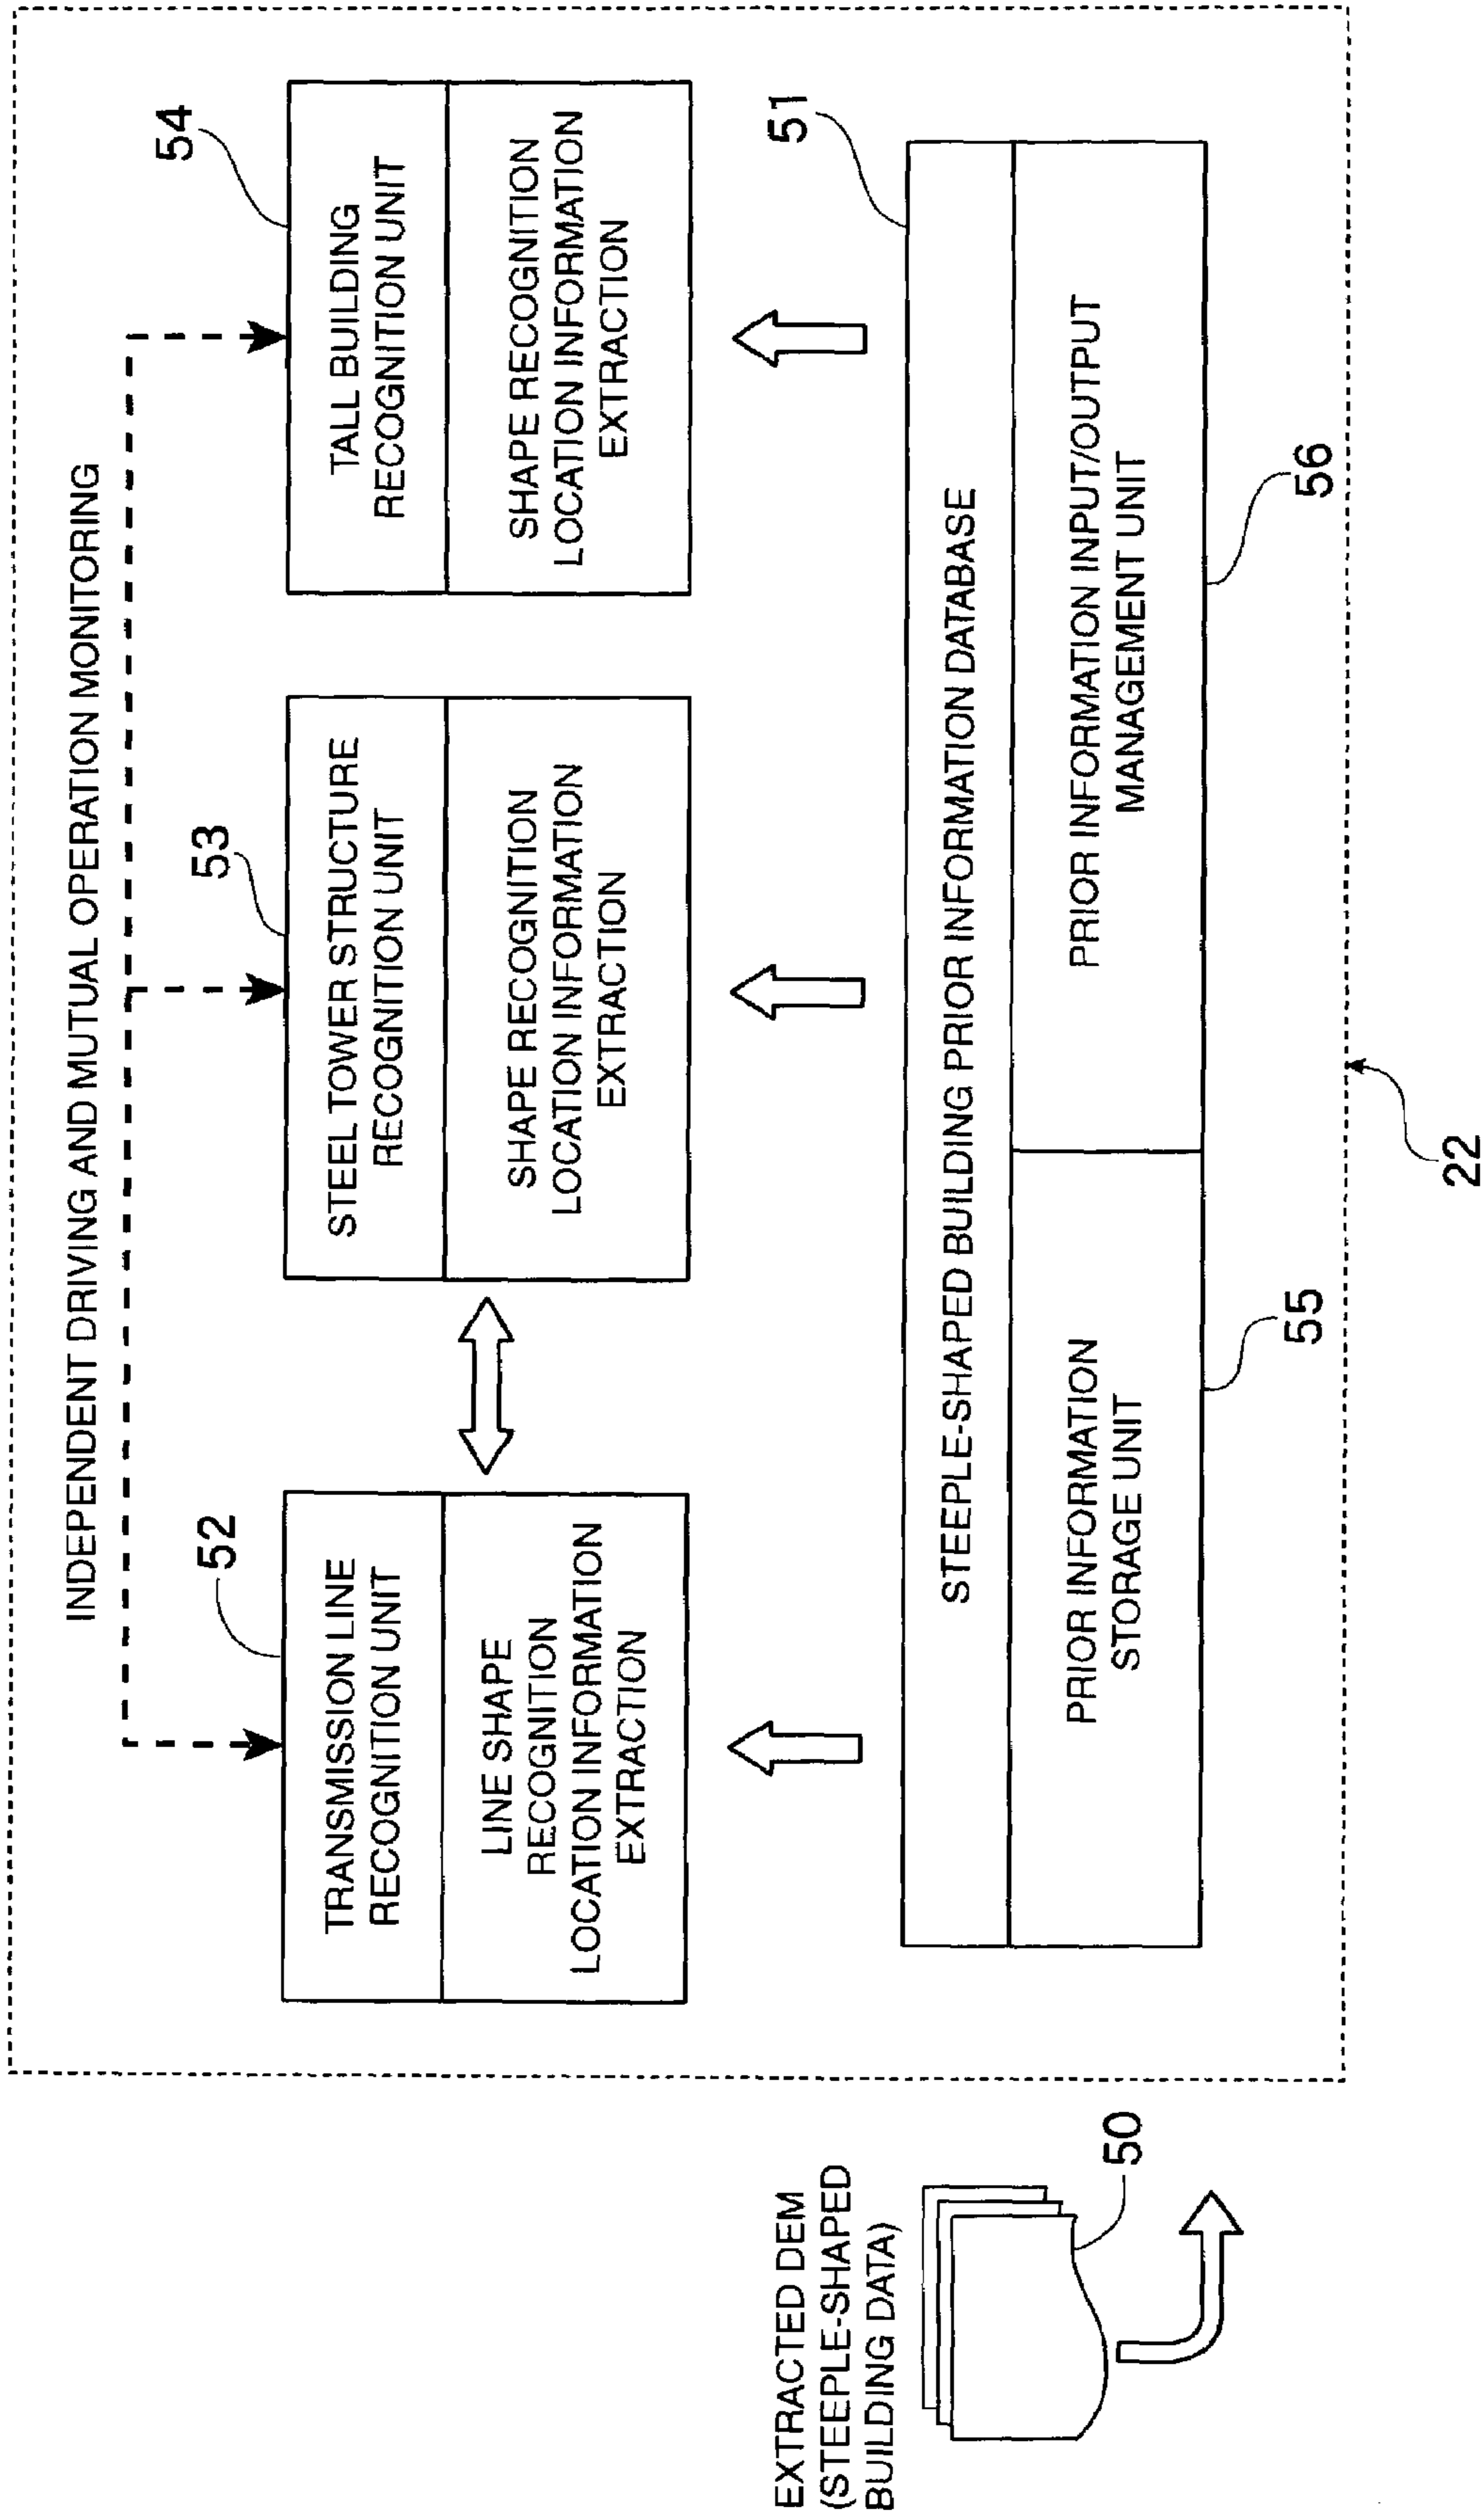 INDEPENDENT DRIVING AND MUTUAL OPERATION MONITORING
52
TRANSMISSION LINE
RECOGNITION UNIT
LINE SHAPE
RECOGNITION
LOCATION INFORMATION
EXTRACTION
53
STEEL TOWER STRUCTURE
RECOGNITION UNIT
SHAPE RECOGNITION
LOCATION INFORMATION
EXTRACTION
54
TALL BUILDING
RECOGNITION UNIT
SHAPE RECOGNITION
LOCATION INFORMATION
EXTRACTION
EXTRACTED DEM
(STEEPLE-SHAPED
BUILDING DATA)
50
51
STEEPLE-SHAPED BUILDING PRIOR INFORMATION DATABASE
PRIOR INFORMATION
STORAGE UNIT
55
PRIOR INFORMATION INPUT/OUTPUT
MANAGEMENT UNIT
56
22